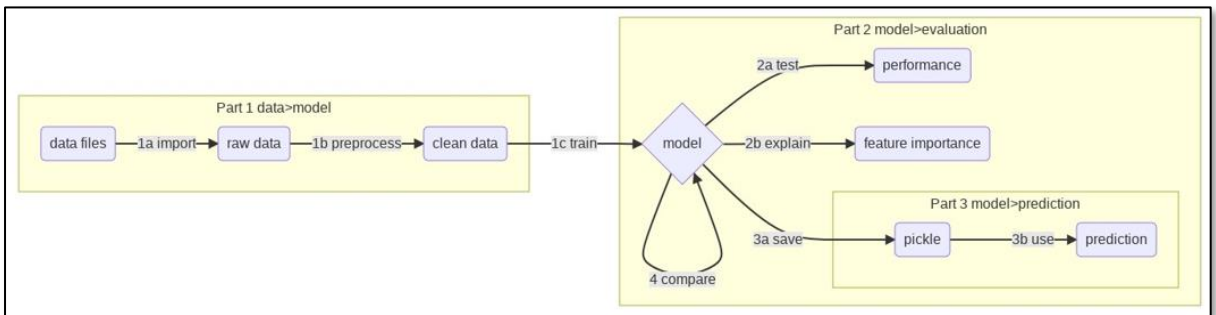 Part 2 model>evaluation
2a test
performance
Part 1 data>model
data files
1a import
raw data
1b preprocess
clean data
1c train
model
2b explain
feature importance
Part 3 model>prediction
3a save
pickle
3b use
prediction
4 compare